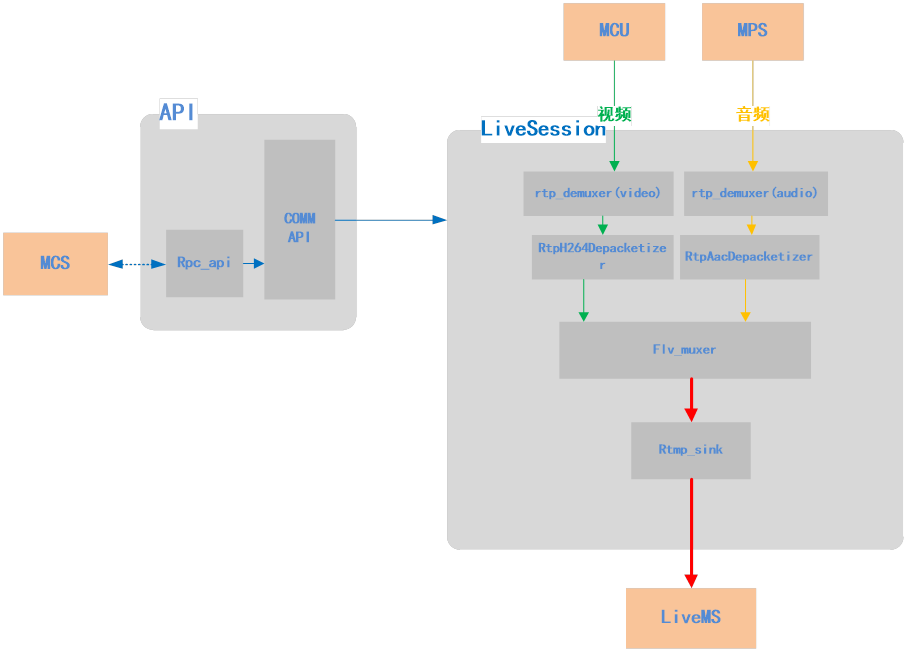 MCU
MPS
API
视频
音频
LiveSession
rtp_demuxer(video)
rtp_demuxer(audio)
COMM
API
MCS
Rpc_api
RtpH264Depacketize
r
RtpAacDepacketizer
Flv_muxer
Rtmp_sink
LiveMS